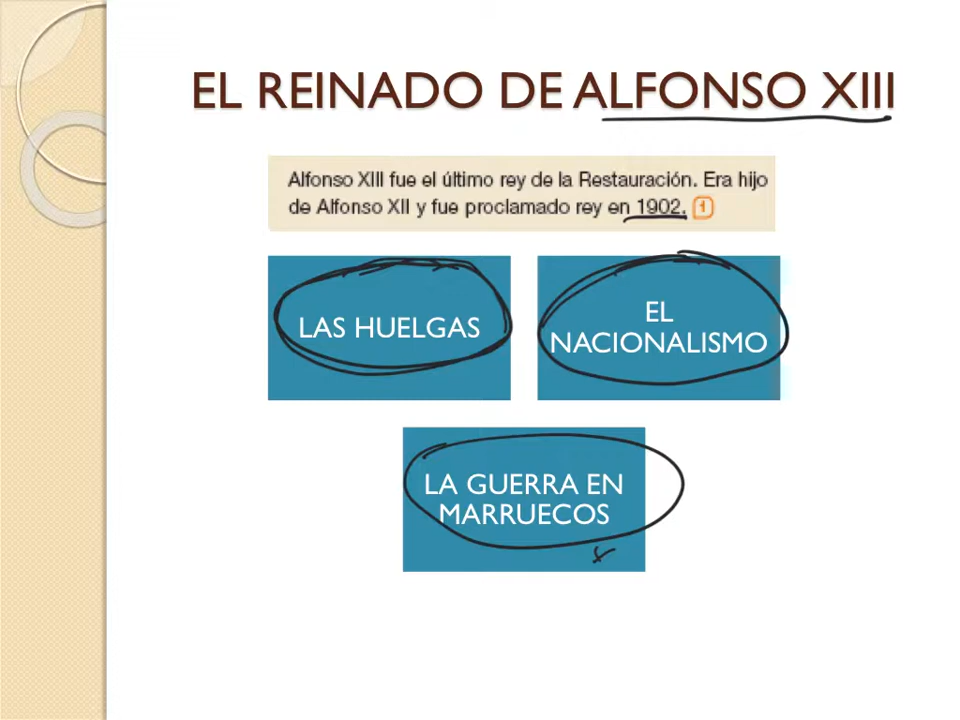 EL REINADO DE ALFONSO XIII
Alfonso XIII fue el último rey de la Restauración. Era hijo
de Alfonso XII y fue proclamado rey en 1902. 1
LAS HUELGAS
EL
NACIONALISMO
LA GUERRA EN
MARRUECOS